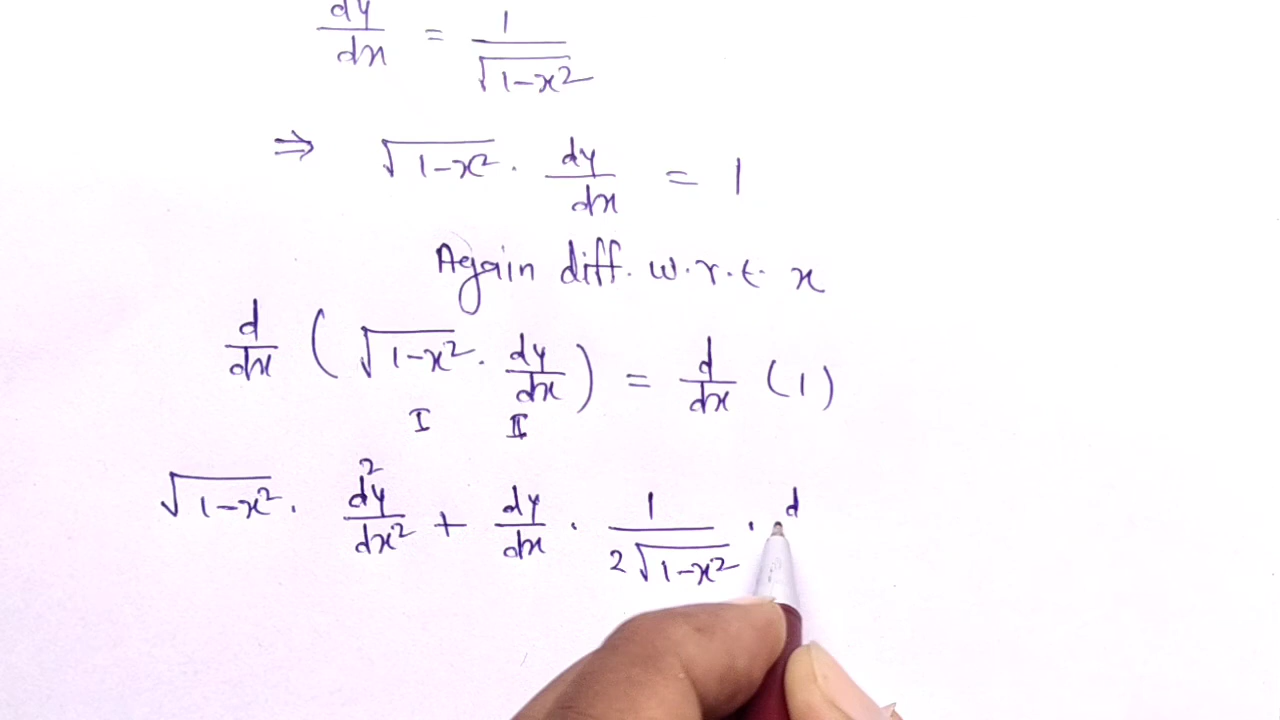 dy/dx = 1/√(1-x²)
⇒ √(1-x²) · dy/dx = 1
Again diff. w.r.t. x
d/dx (√(1-x²) · dy/dx) = d/dx (1)
I II
√(1-x²) · d²y/dx² + dy/dx · 1/(2√(1-x²)) · d